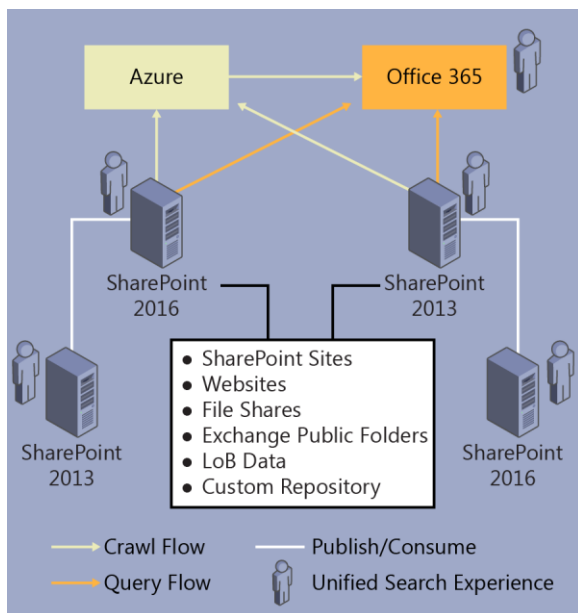 Azure
Office 365
SharePoint
2016
SharePoint
2013
SharePoint
2013
• SharePoint Sites
• Websites
• File Shares
• Exchange Public Folders
• LoB Data
• Custom Repository
SharePoint
2016
Crawl Flow
Publish/Consume
Query Flow
Unified Search Experience